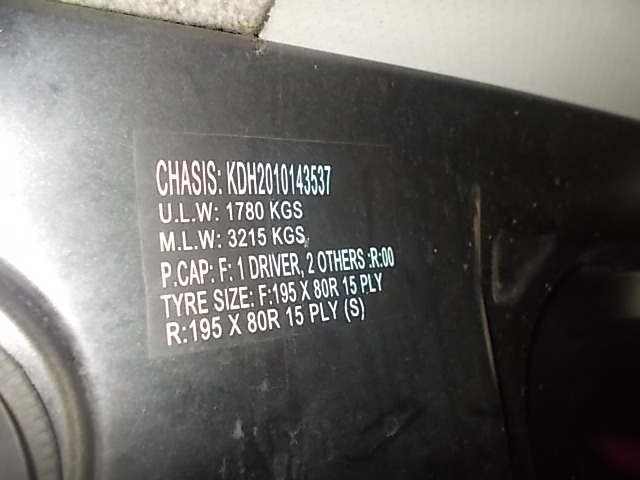 CHASIS: KDH2010143537
U.L.W: 1780 KGS
M.L.W: 3215 KGS
P.CAP: F: 1 DRIVER, 2 OTHERS :R:00
TYRE SIZE: F:195 X 80R 15 PLY
R:195 X 80R 15 PLY (S)